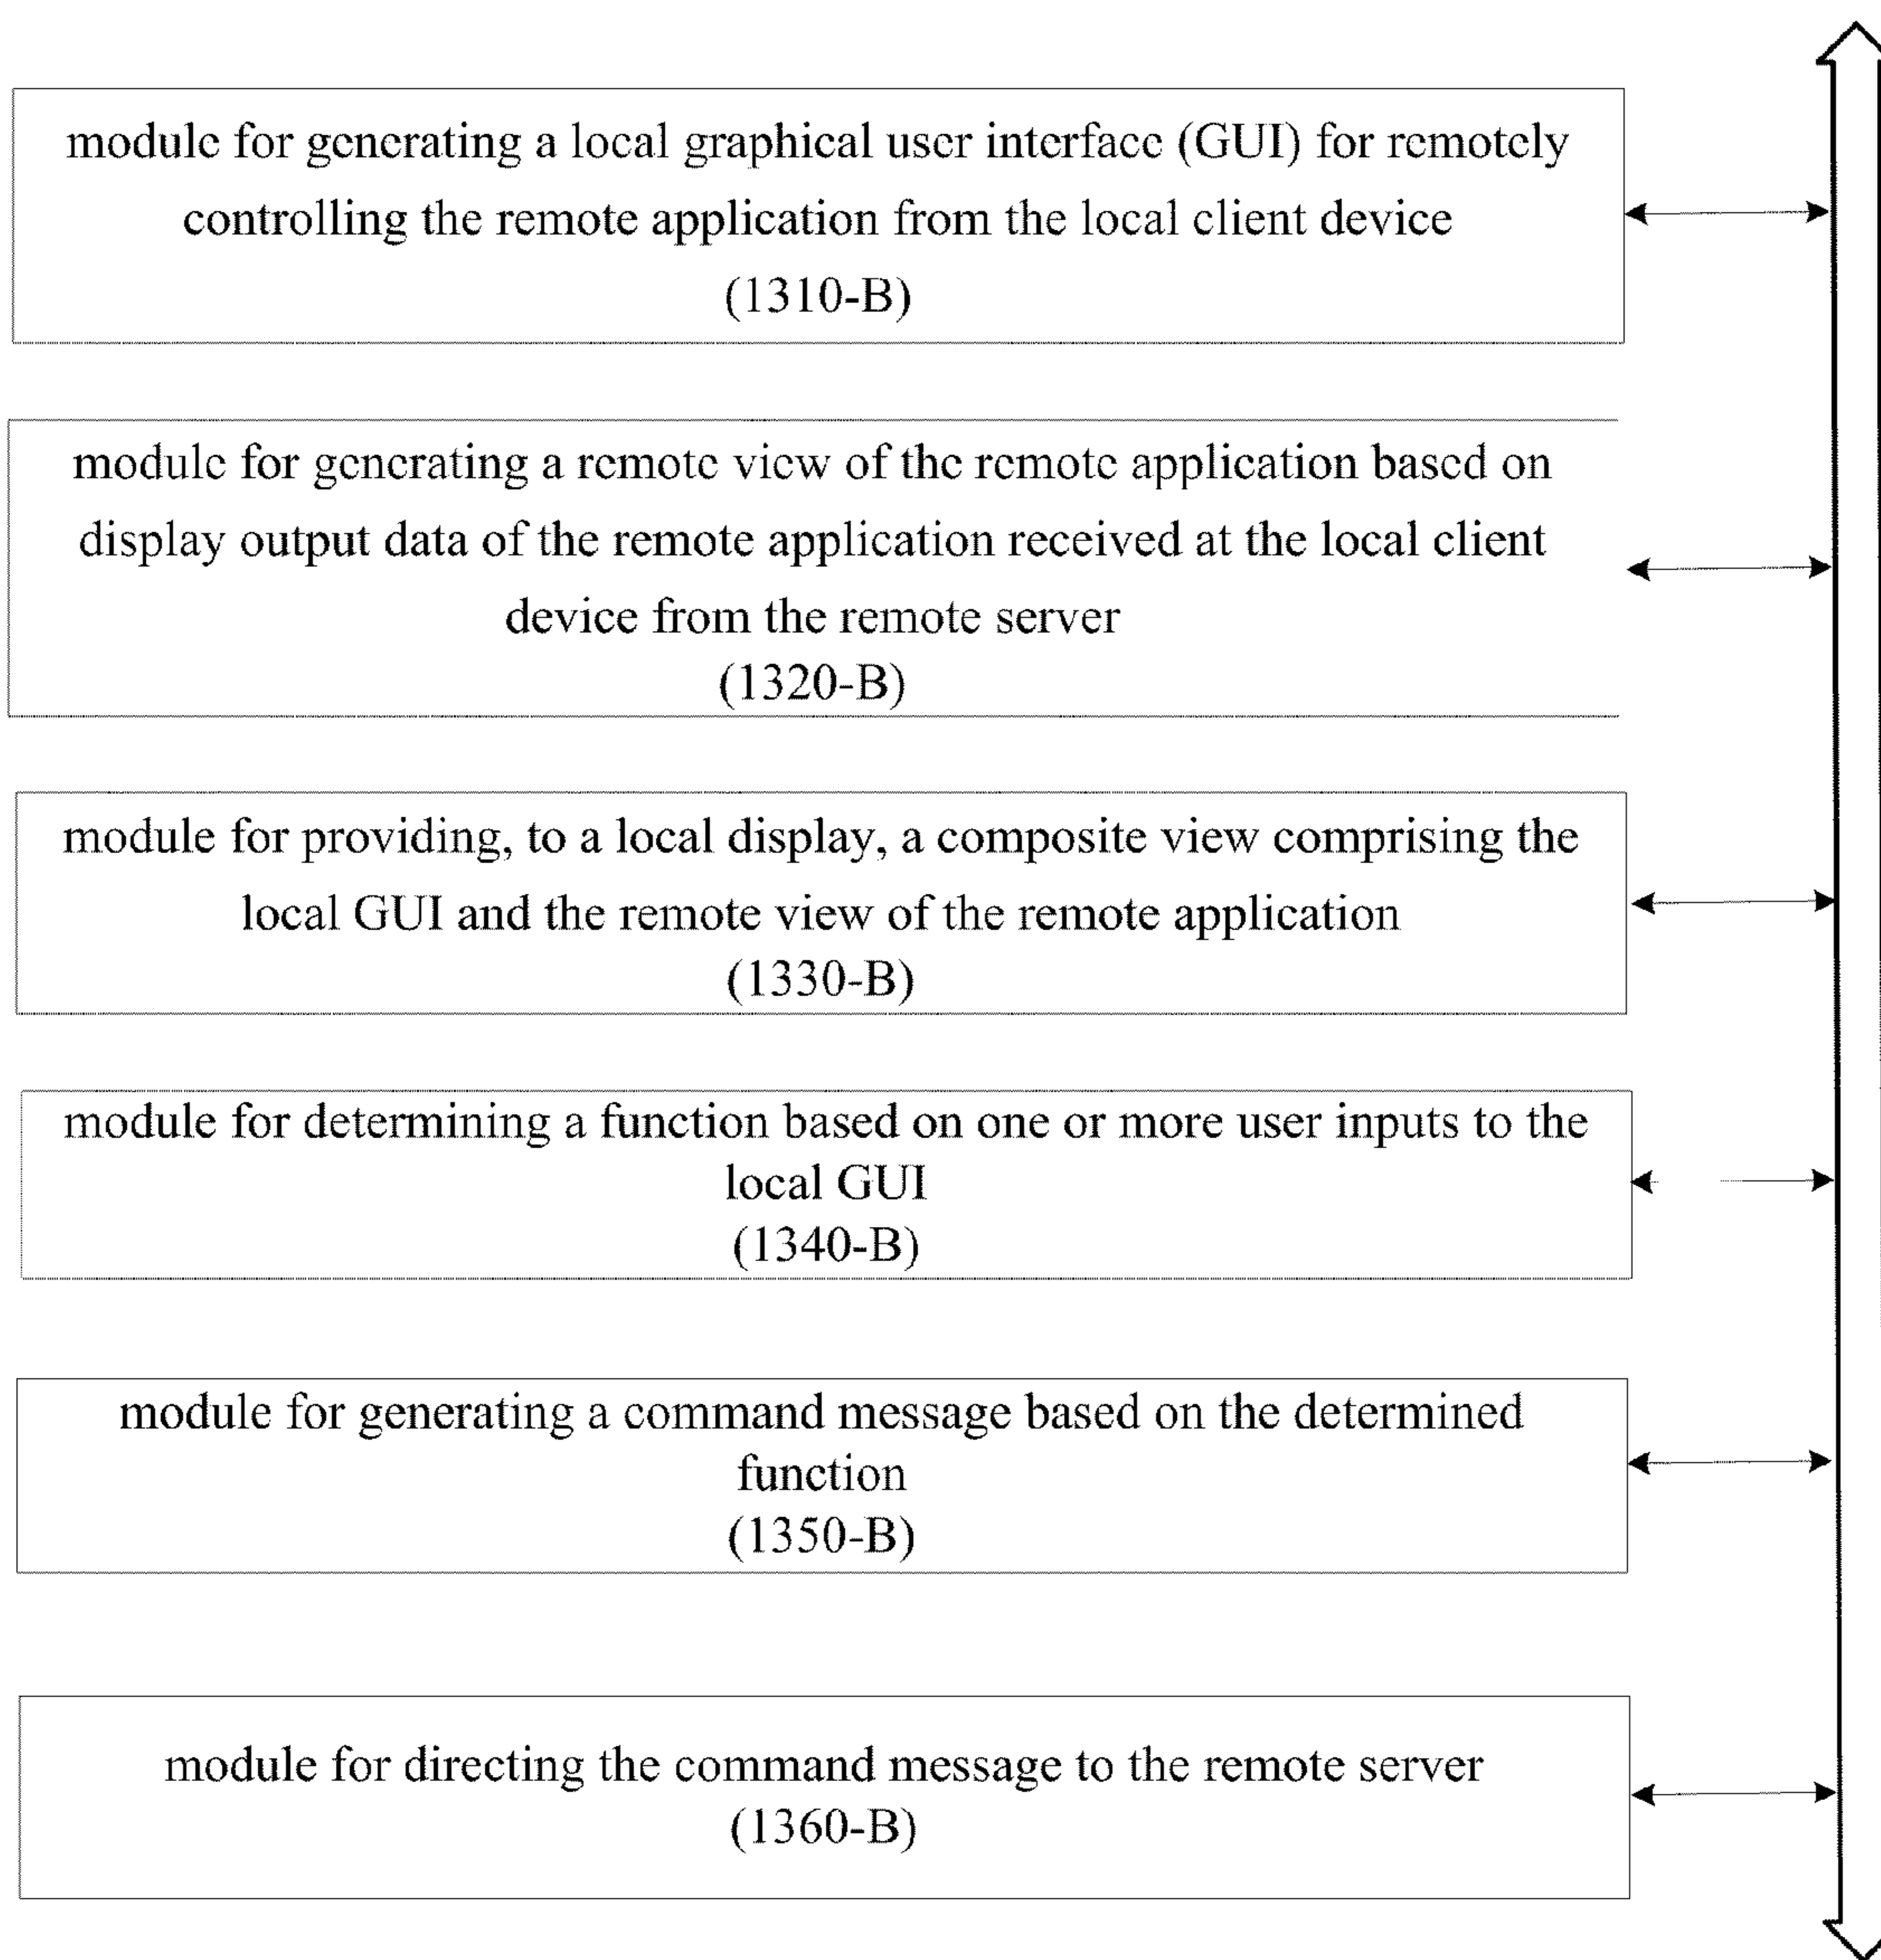 module for generating a local graphical user interface (GUI) for remotely
controlling the remote application from the local client device
(1310-B)
module for generating a remote view of the remote application based on
display output data of the remote application received at the local client
device from the remote server
(1320-B)
module for providing, to a local display, a composite view comprising the
local GUI and the remote view of the remote application
(1330-B)
module for determining a function based on one or more user inputs to the
local GUI
(1340-B)
module for generating a command message based on the determined
function
(1350-B)
module for directing the command message to the remote server
(1360-B)